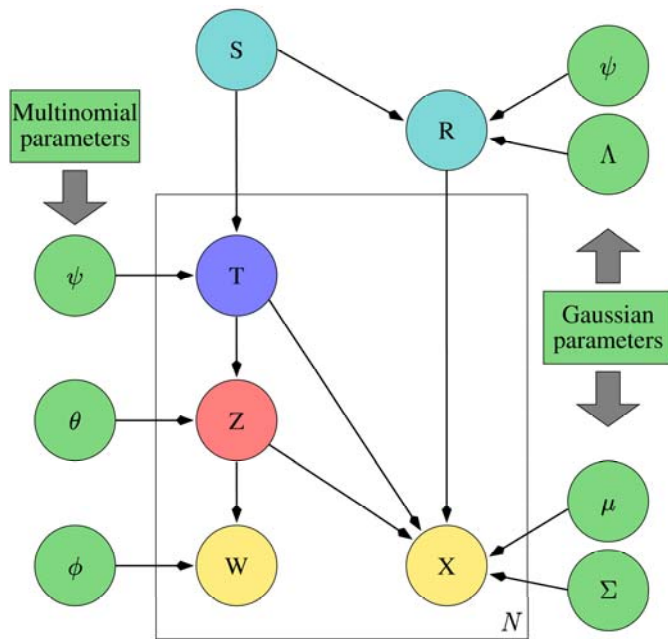 S
ψ
Multinomial
parameters
R
Λ
ψ
T
Gaussian
parameters
θ
Z
μ
ϕ
W
X
Σ
N